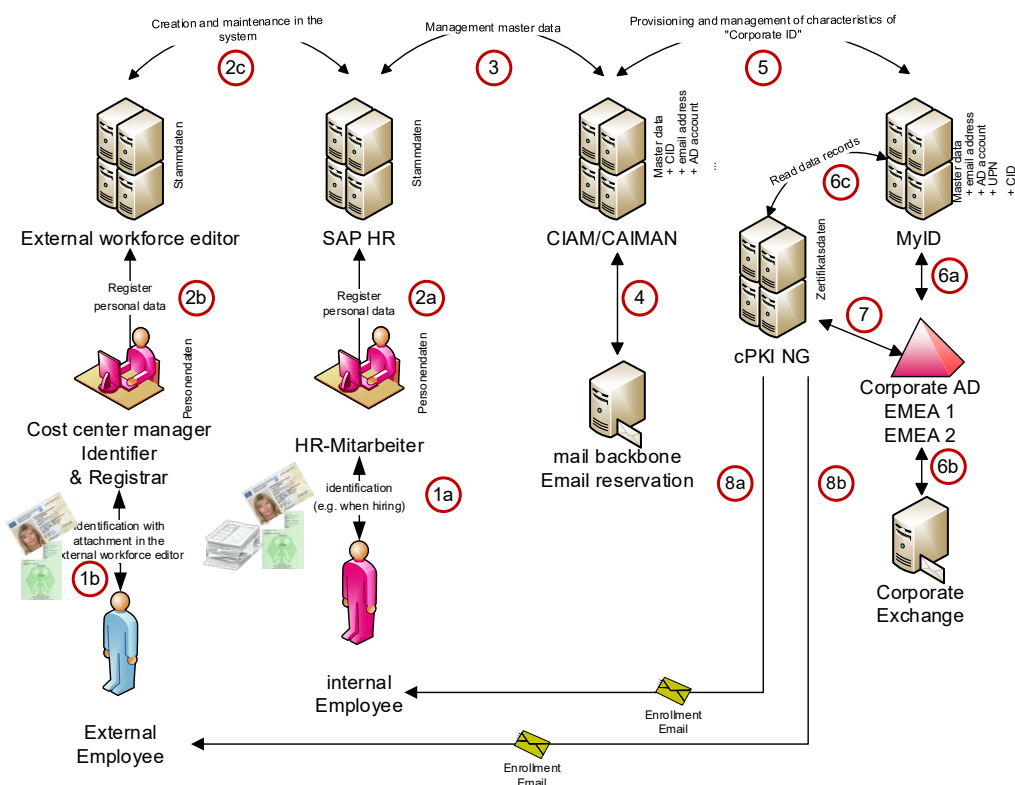 Creation and maintenance in the
system
2c
Management master data
3
Provisioning and management of characteristics of
"Corporate ID"
5
Stammdaten
External workforce editor
Stammdaten
SAP HR
Master data
+ CID
+ email address
+ AD account
...
CIAM/CAIMAN
Read data records
6c
Master data
+ email address
+ AD account
+ UPN
+ CID
MyID
Register
personal data
2b
Personendaten
Register
personal data
2a
Personendaten
4
Zertifikatsdaten
cPKI NG
6a
7
Cost center manager
Identifier
& Registrar
HR-Mitarbeiter
mail backbone
Email reservation
Corporate AD
EMEA 1
EMEA 2
6b
identification
(e.g. when hiring)
1a
8a
8b
Identification with
attachment in the
external workforce editor
1b
Corporate
Exchange
internal
Employee
Enrollment
Email
External
Employee
Enrollment
Email